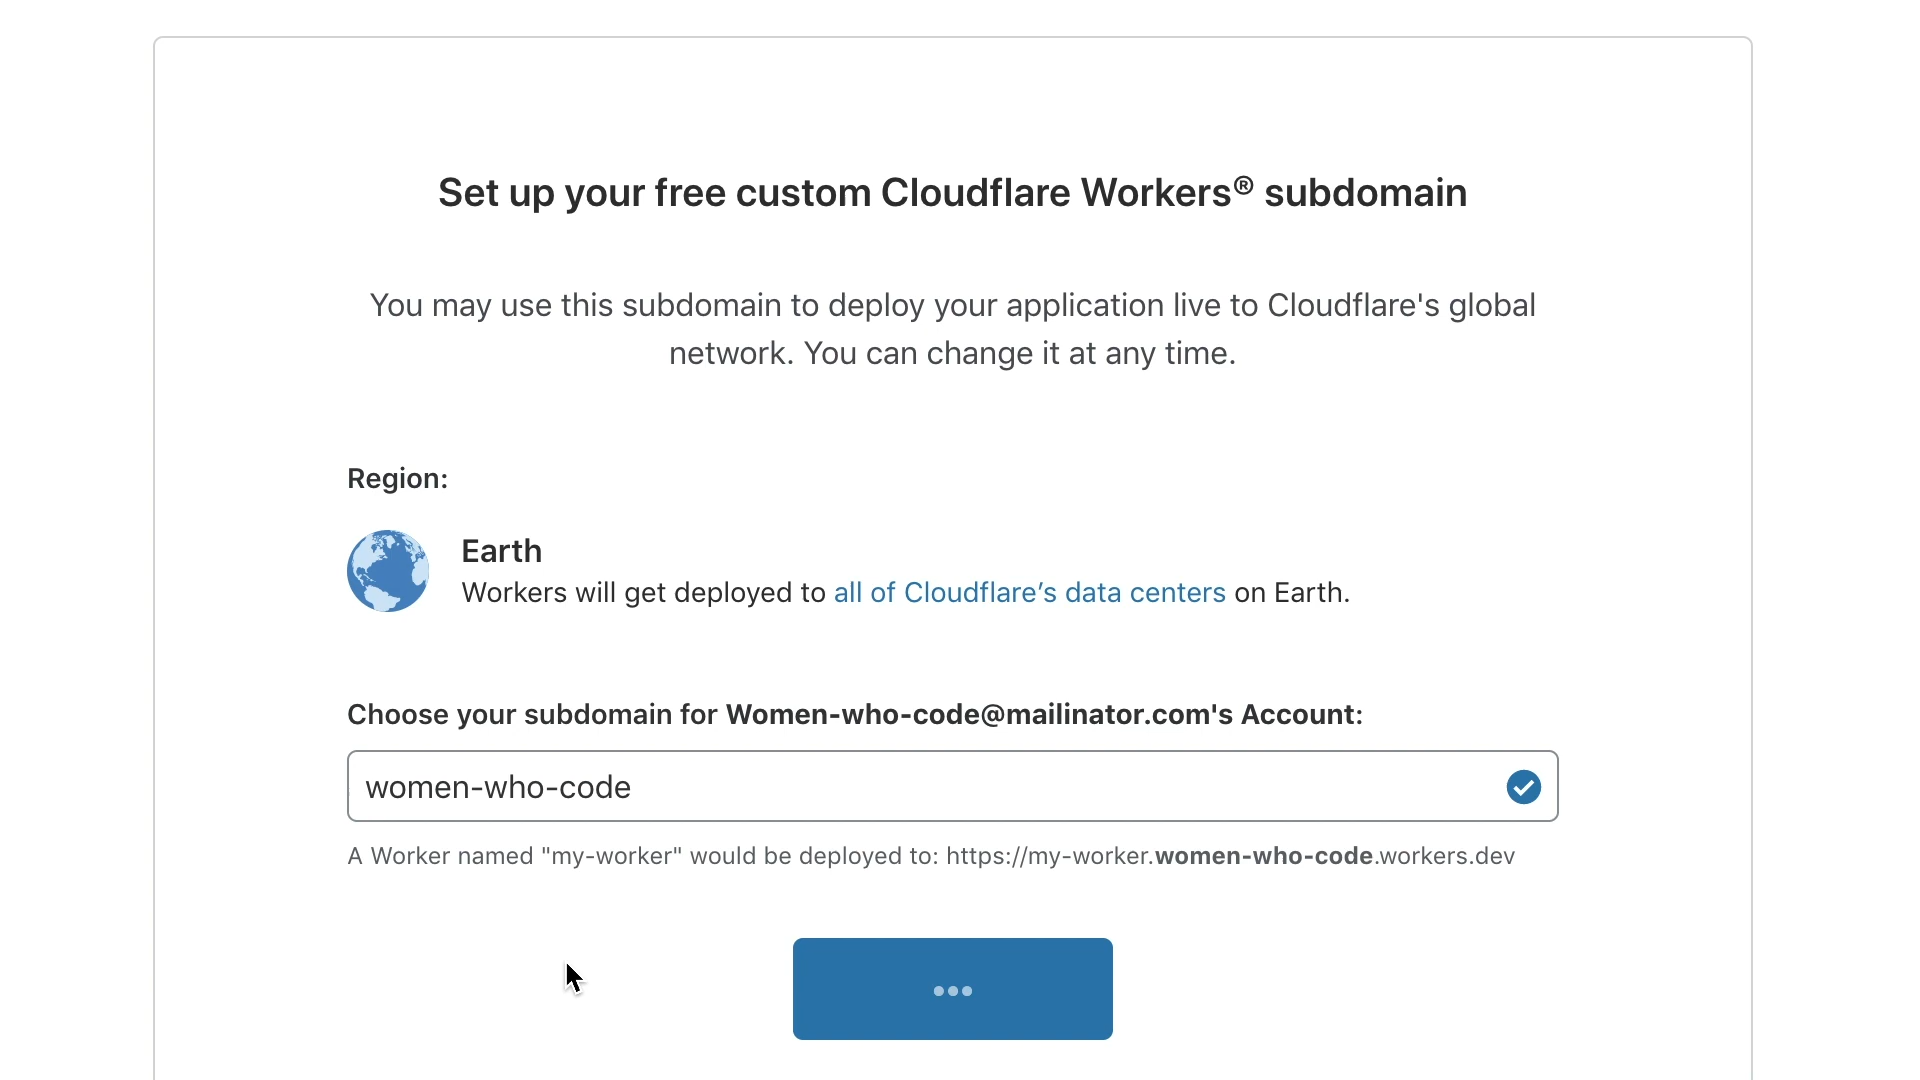 Set up your free custom Cloudflare Workers® subdomain
You may use this subdomain to deploy your application live to Cloudflare's global
network. You can change it at any time.
Region:
Earth
Workers will get deployed to all of Cloudflare’s data centers on Earth.
Choose your subdomain for Women-who-code@mailinator.com's Account:
women-who-code
A Worker named "my-worker" would be deployed to: https://my-worker.women-who-code.workers.dev